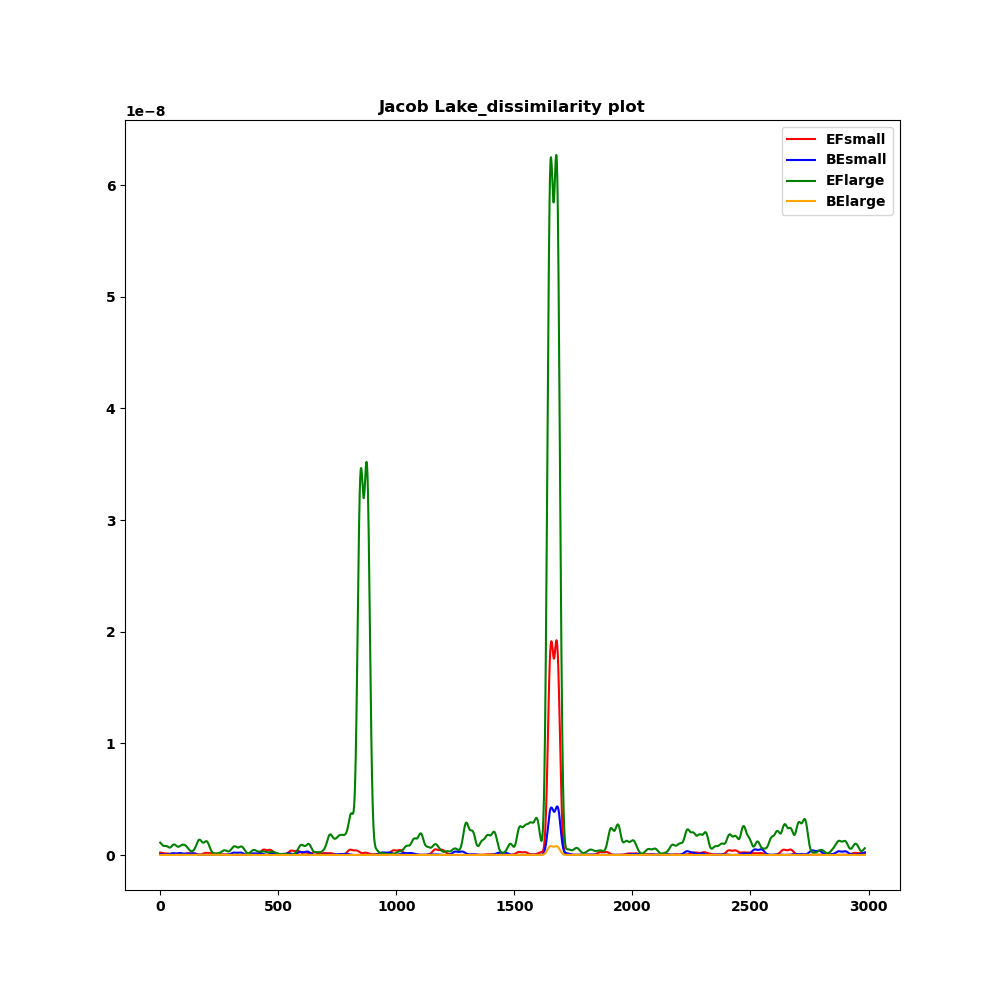 Jacob Lake_dissimilarity plot
1e−8
EFsmall
BEsmall
EFlarge
BElarge
6
5
4
3
2
1
0
0 500 1000 1500 2000 2500 3000